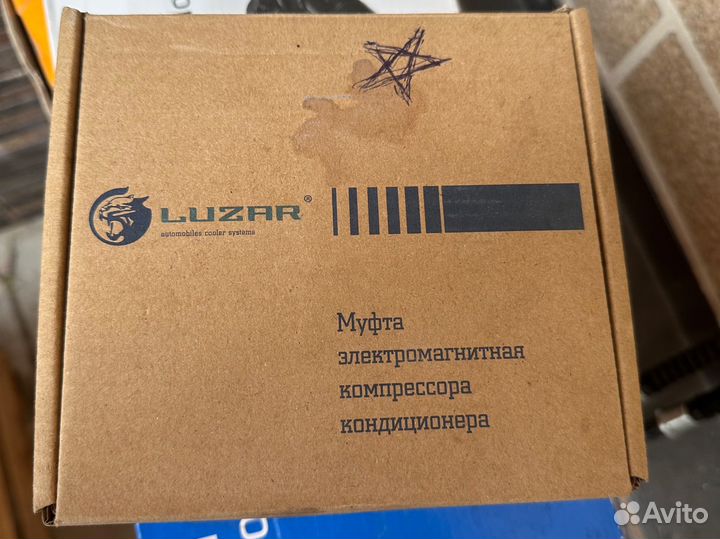 LUZAR®
automobiles cooler systems
Муфта
электромагнитная
компрессора
кондиционера
Avito